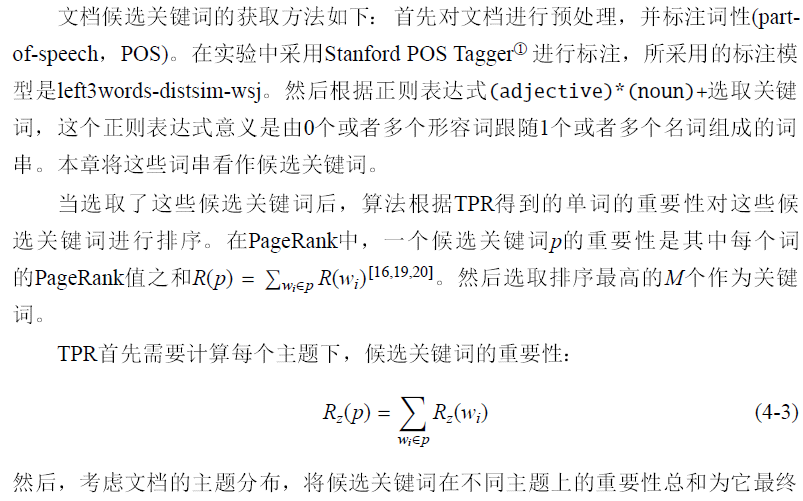 文档候选关键词的获取方法如下：首先对文档进行预处理，并标注词性(part-
of-speech，POS)。在实验中采用Stanford POS Tagger① 进行标注，所采用的标注模
型是left3words-distsim-wsj。然后根据正则表达式(adjective)*(noun)+选取关键
词，这个正则表达式意义是由0个或者多个形容词跟随1个或者多个名词组成的词
串。本章将这些词串看作候选关键词。
当选取了这些候选关键词后，算法根据TPR得到的单词的重要性对这些候
选关键词进行排序。在PageRank中，一个候选关键词p的重要性是其中每个词
的PageRank值之和R(p) = ∑_{w_i∈p} R(w_i)^{[16,19,20]}。然后选取排序最高的M个作为关键
词。
TPR首先需要计算每个主题下，候选关键词的重要性：
R_z(p) = ∑_{w_i∈p} R_z(w_i) (4-3)
然后，考虑文档的主题分布，将候选关键词在不同主题上的重要性总和为它最终